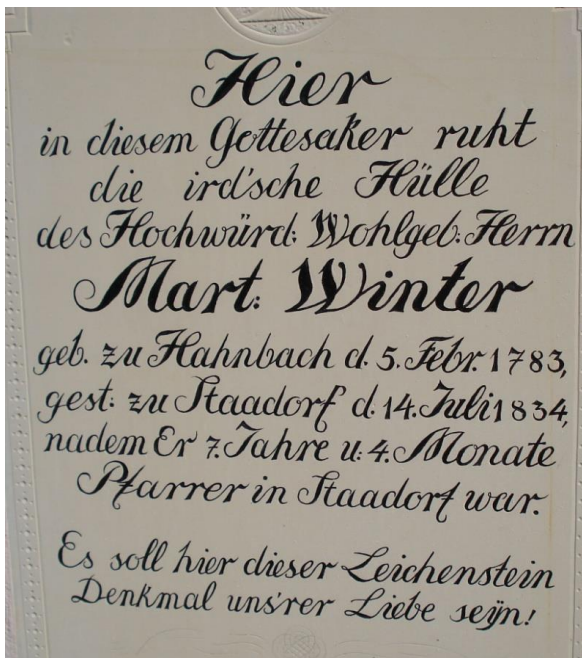 Hier
in diesem Gottesaker ruht
die ird'sche Hülle
des Hochwürd: Wohlgeb: Herrn
Mart: Winter
geb. zu Hahnbach d. 5. Febr. 1783,
gest: zu Staadorf d. 14. Juli 1834,
nadem Er 7. Jahre u: 4. Monate
Pfarrer in Staadorf war.
Es soll hier dieser Leichenstein
Denkmal uns'rer Liebe seÿn!